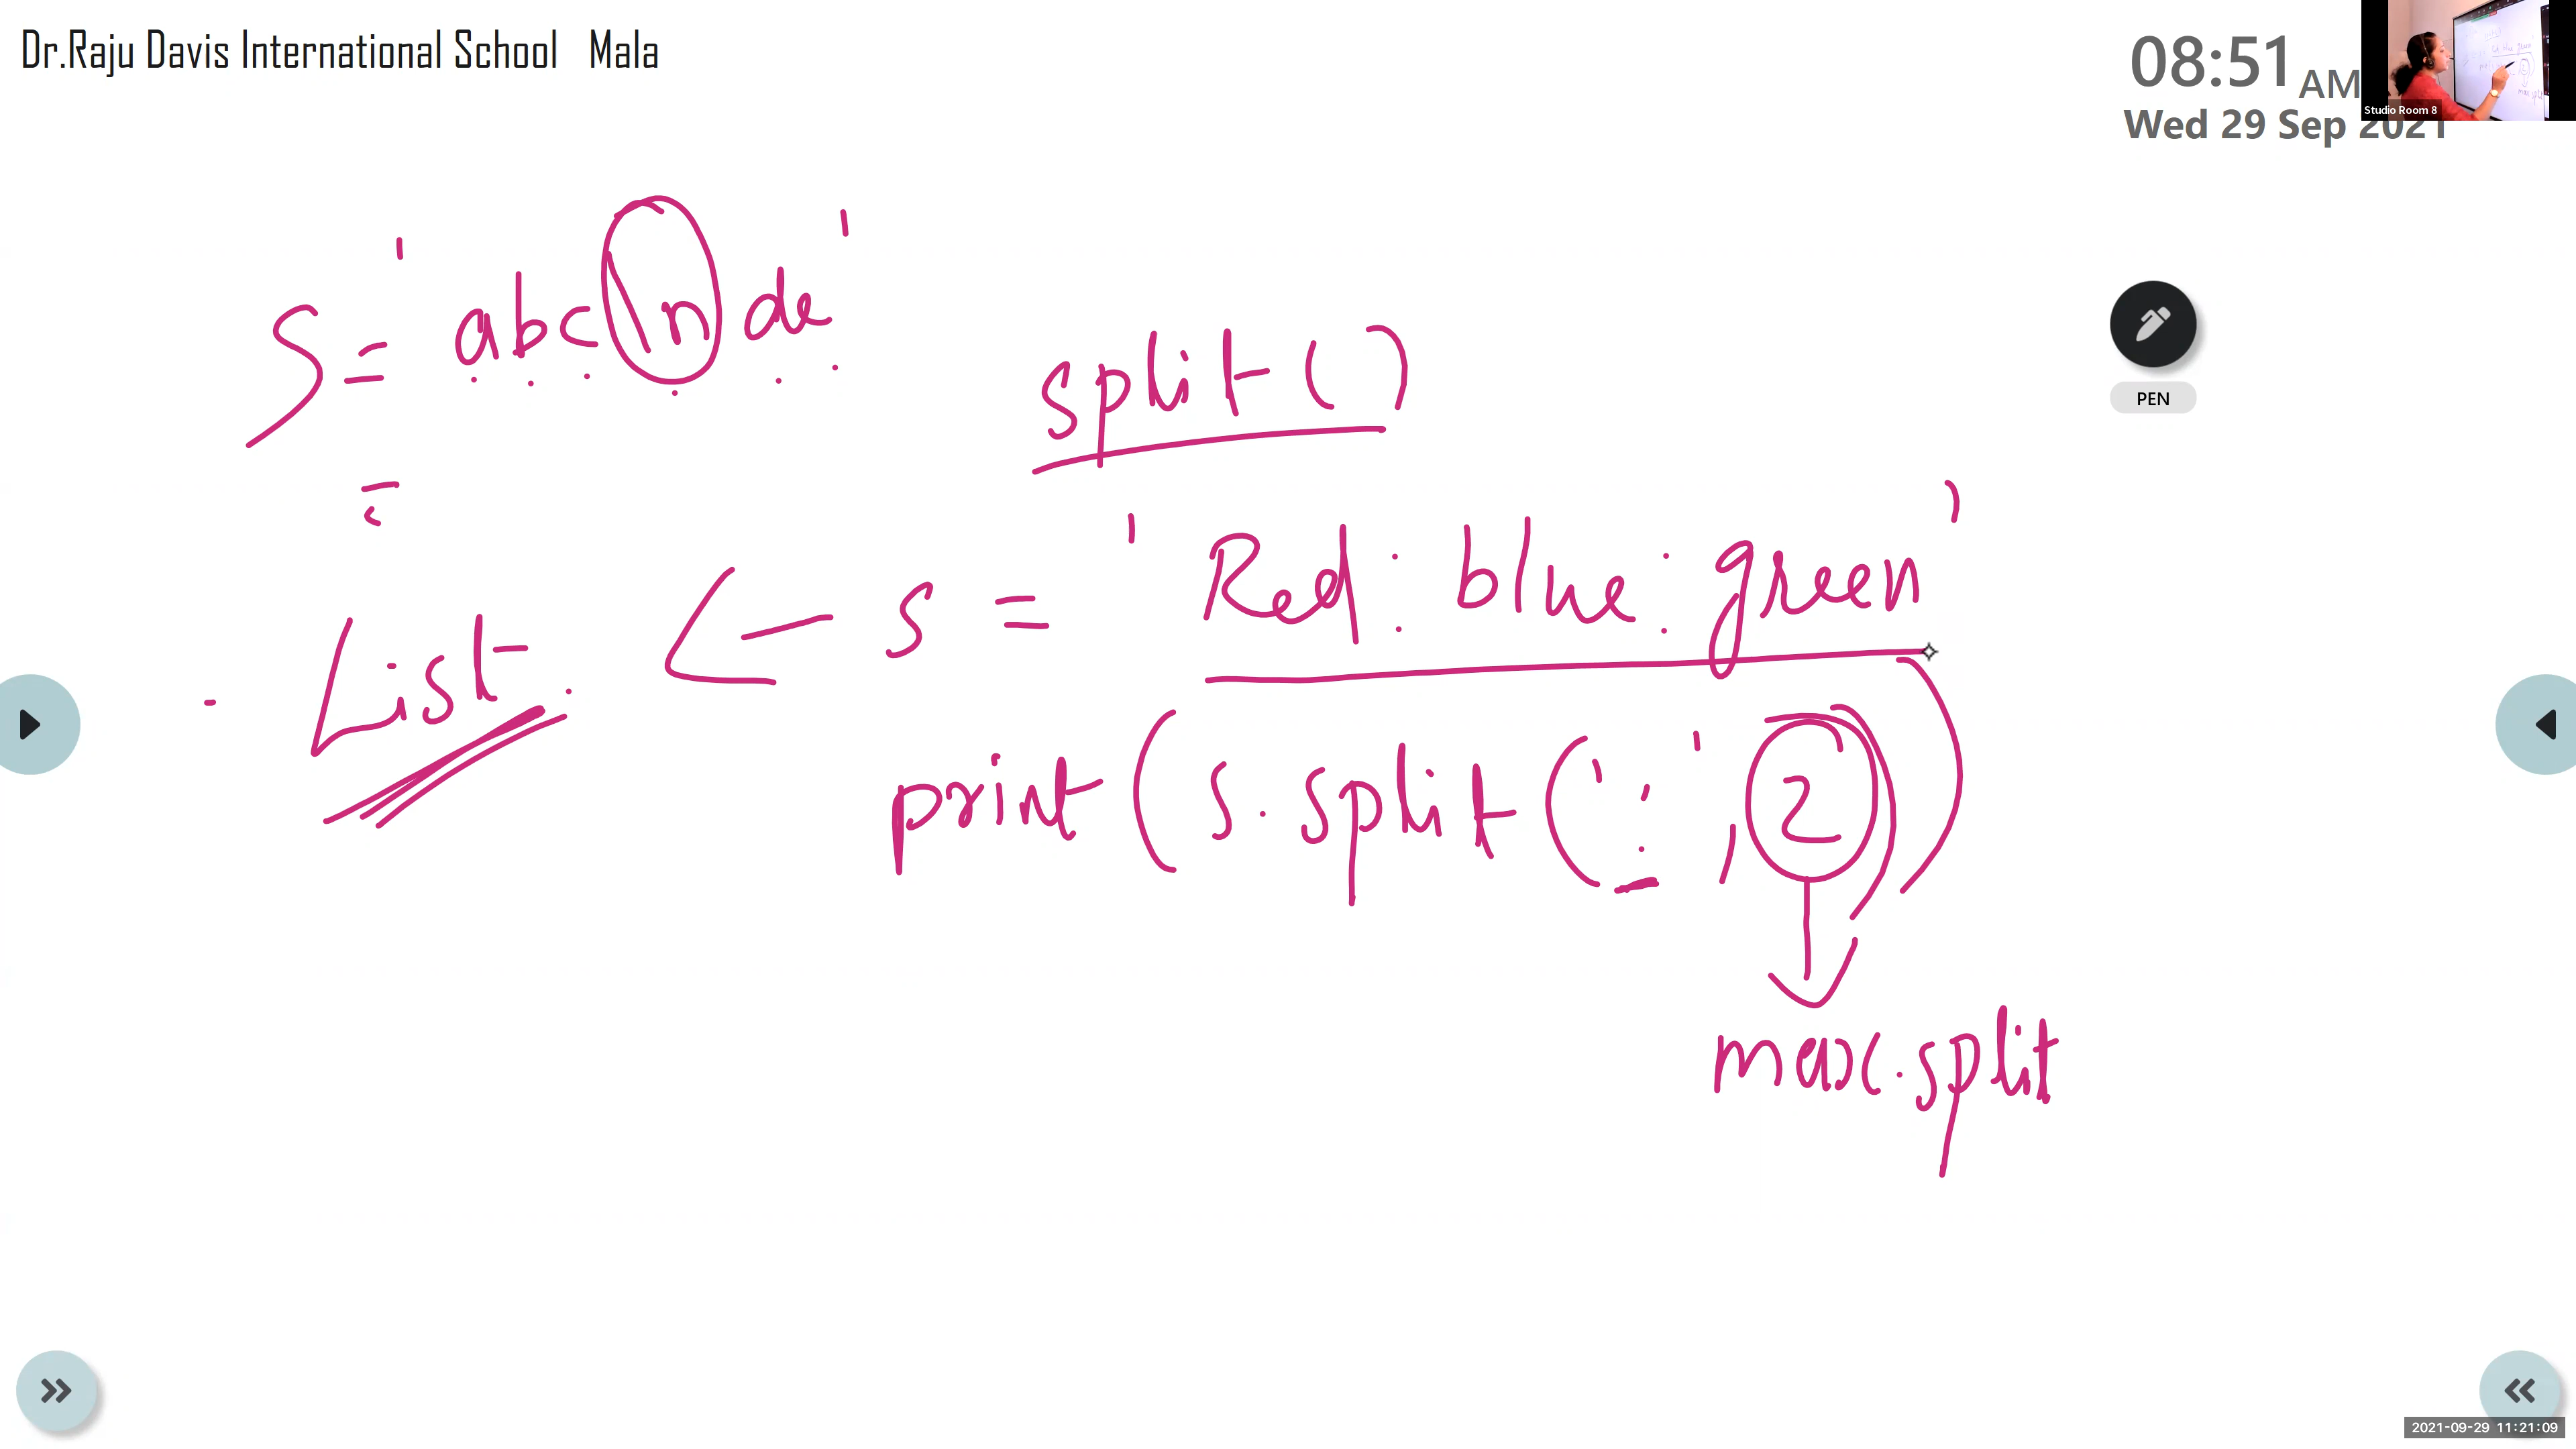 Dr.Raju Davis International School Mala
08:51 AM
Wed 29 Sep 2021
Studio Room 8
S = 'abc\nde'
split()
PEN
List. ← s = 'Red: blue: green'
print(s.split(':',2))
max.split
2021-09-29 11:21:09